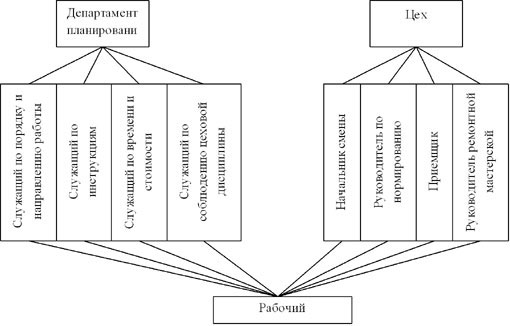 Департамент
планировани
Цех
Служащий по порядку и
направлению работы
Служащий по
инструкциям
Служащий по времени и
стоимости
Служащий по
соблюдению цеховой
дисциплины
Начальник смены
Руководитель по
нормированию
Приемщик
Руководитель ремонтной
мастерской
Рабочий